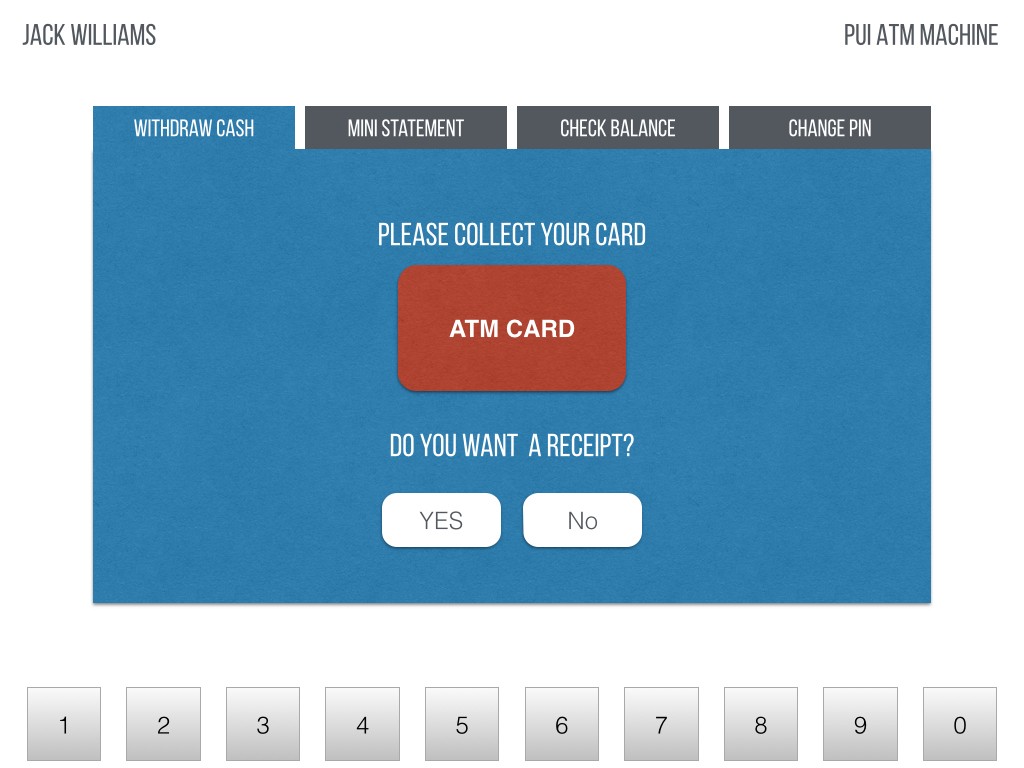 JACK WILLIAMS PUI ATM MACHINE
WITHDRAW CASH MINI STATEMENT CHECK BALANCE CHANGE PIN
PLEASE COLLECT YOUR CARD
ATM CARD
DO YOU WANT A RECEIPT?
YES No
1 2 3 4 5 6 7 8 9 0